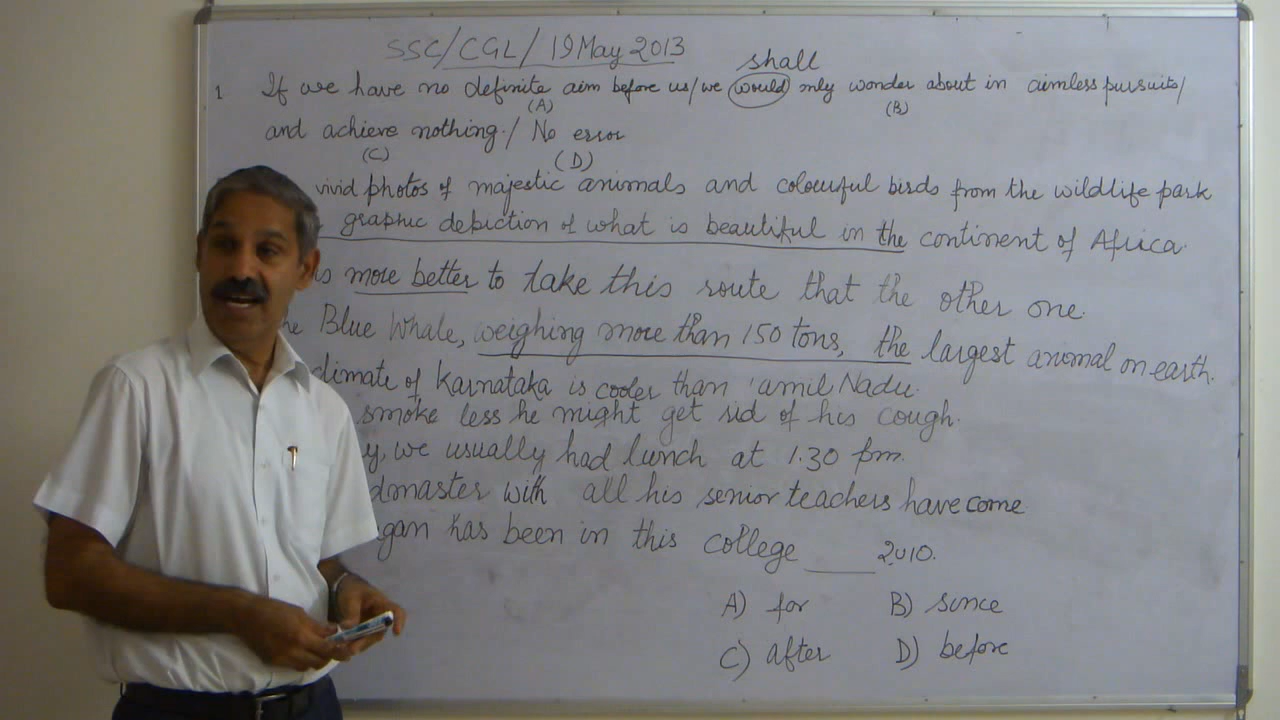 SSC/CGL/19 May 2013
shall
1 If we have no definite aim before us/we would only wonder about in aimless pursuits/
(A) (B)
and achieve nothing./ No error
(C) (D)
vivid photos of majestic animals and colourful birds from the wildlife park
graphic depiction of what is beautiful in the continent of Africa.
is more better to take this route that the other one.
he Blue Whale, weighing more than 150 tons, the largest animal on earth.
climate of Karnataka is cooler than 'amil Nadu.
smoke less he might get rid of his cough.
y, we usually had lunch at 1.30 pm.
dmaster with all his senior teachers have come
gan has been in this college ____ 2010.
A) for B) since
C) after D) before